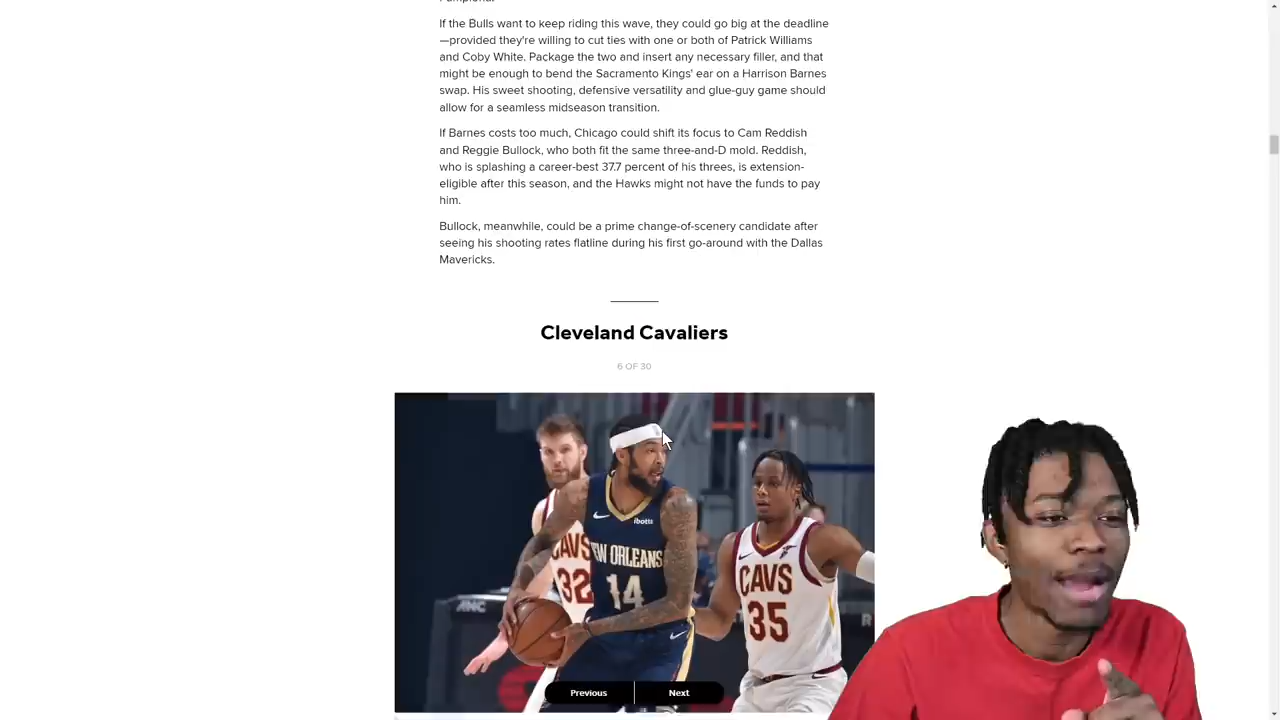 If the Bulls want to keep riding this wave, they could go big at the deadline
—provided they're willing to cut ties with one or both of Patrick Williams
and Coby White. Package the two and insert any necessary filler, and that
might be enough to bend the Sacramento Kings' ear on a Harrison Barnes
swap. His sweet shooting, defensive versatility and glue-guy game should
allow for a seamless midseason transition.
If Barnes costs too much, Chicago could shift its focus to Cam Reddish
and Reggie Bullock, who both fit the same three-and-D mold. Reddish,
who is splashing a career-best 37.7 percent of his threes, is extension-
eligible after this season, and the Hawks might not have the funds to pay
him.
Bullock, meanwhile, could be a prime change-of-scenery candidate after
seeing his shooting rates flatline during his first go-around with the Dallas
Mavericks.
Cleveland Cavaliers
6 OF 30
ibotta
NEW ORLEANS
14
CAVS
32
CAVS
35
ANC
Previous
Next